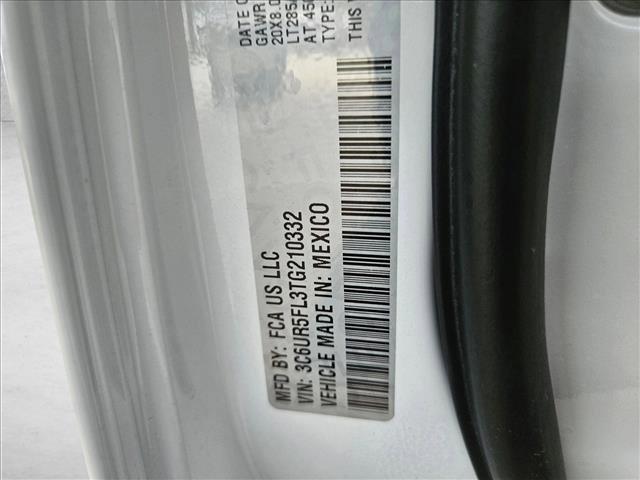 MFD BY: FCA US LLC
VIN: 3C6UR5FL3TG210332
VEHICLE MADE IN: MEXICO
DATE O
GAWR
20X8.0
LT285
AT 45
TYPE:
THIS